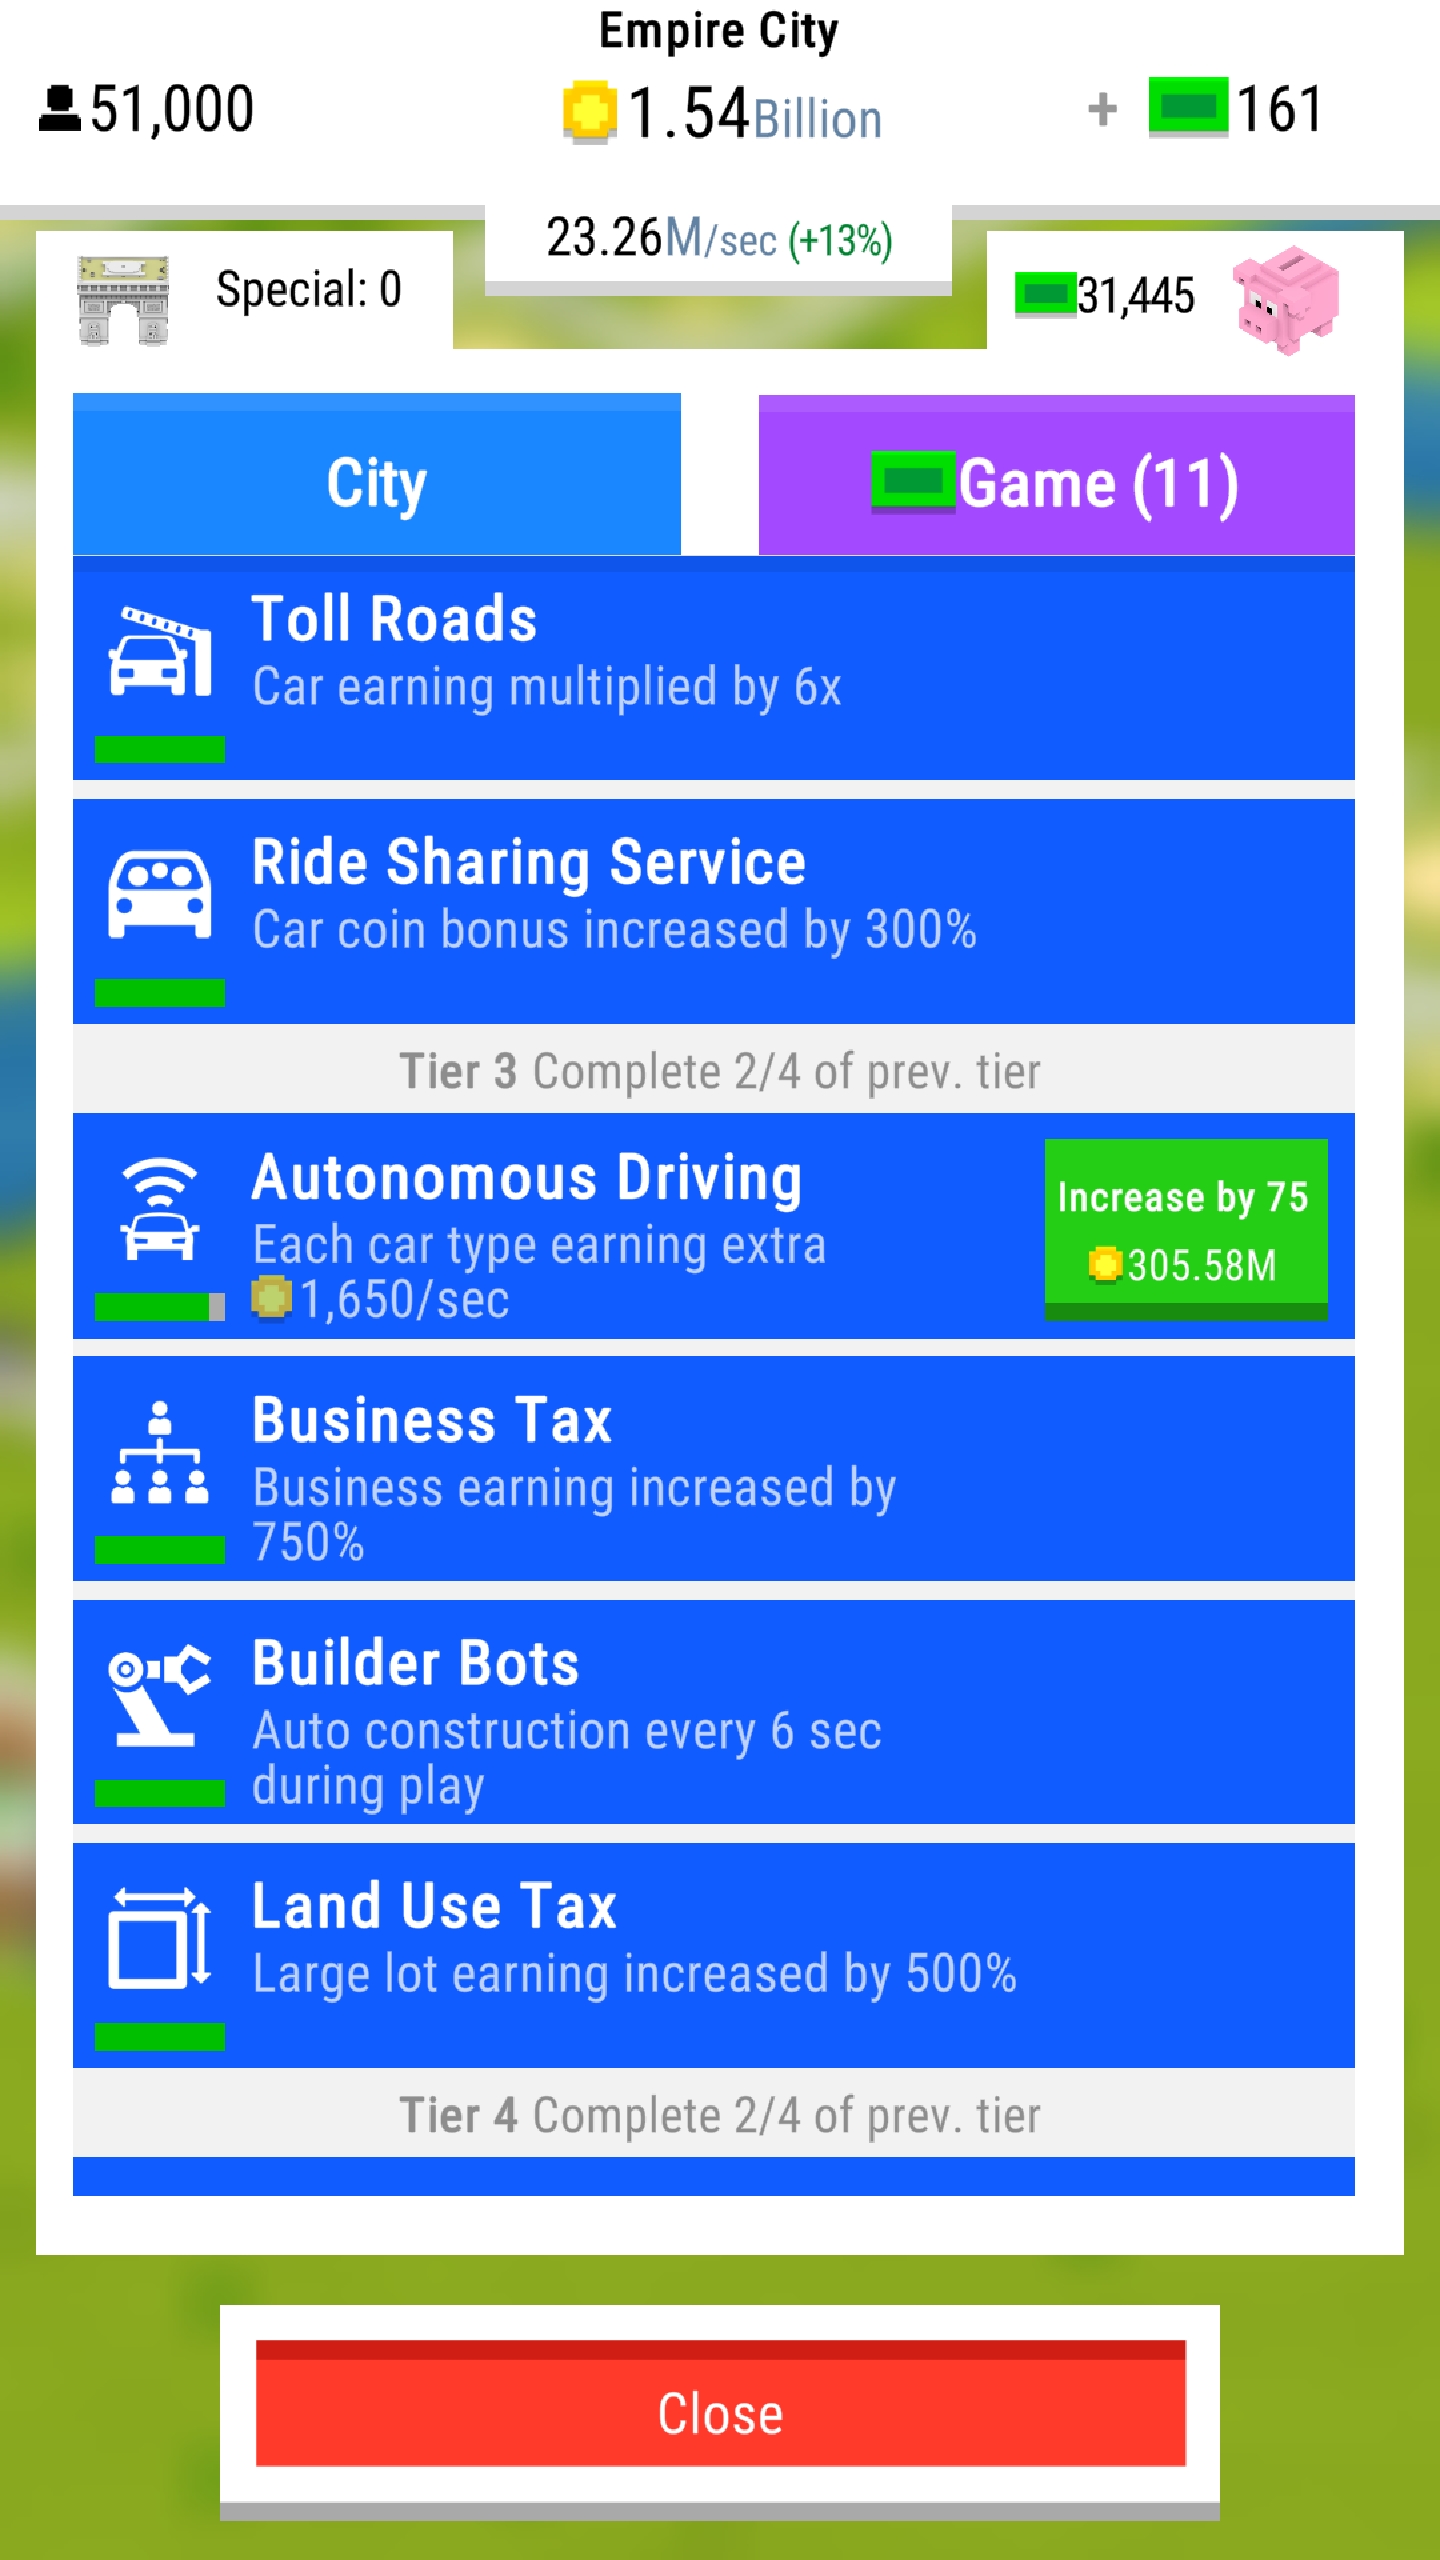 Empire City
51,000
1.54Billion
+ 161
23.26M/sec (+13%)
Special: 0
31,445
City
Game (11)
Toll Roads
Car earning multiplied by 6x
Ride Sharing Service
Car coin bonus increased by 300%
Tier 3 Complete 2/4 of prev. tier
Autonomous Driving
Each car type earning extra
1,650/sec
Increase by 75
305.58M
Business Tax
Business earning increased by
750%
Builder Bots
Auto construction every 6 sec
during play
Land Use Tax
Large lot earning increased by 500%
Tier 4 Complete 2/4 of prev. tier
Close